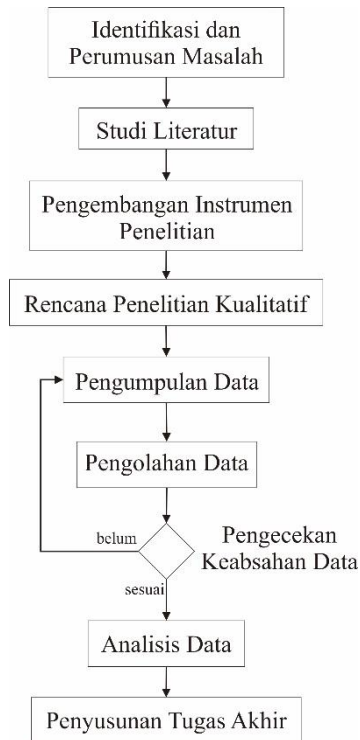 Identifikasi dan
Perumusan Masalah
Studi Literatur
Pengembangan Instrumen
Penelitian
Rencana Penelitian Kualitatif
Pengumpulan Data
Pengolahan Data
belum
Pengecekan
Keabsahan Data
sesuai
Analisis Data
Penyusunan Tugas Akhir